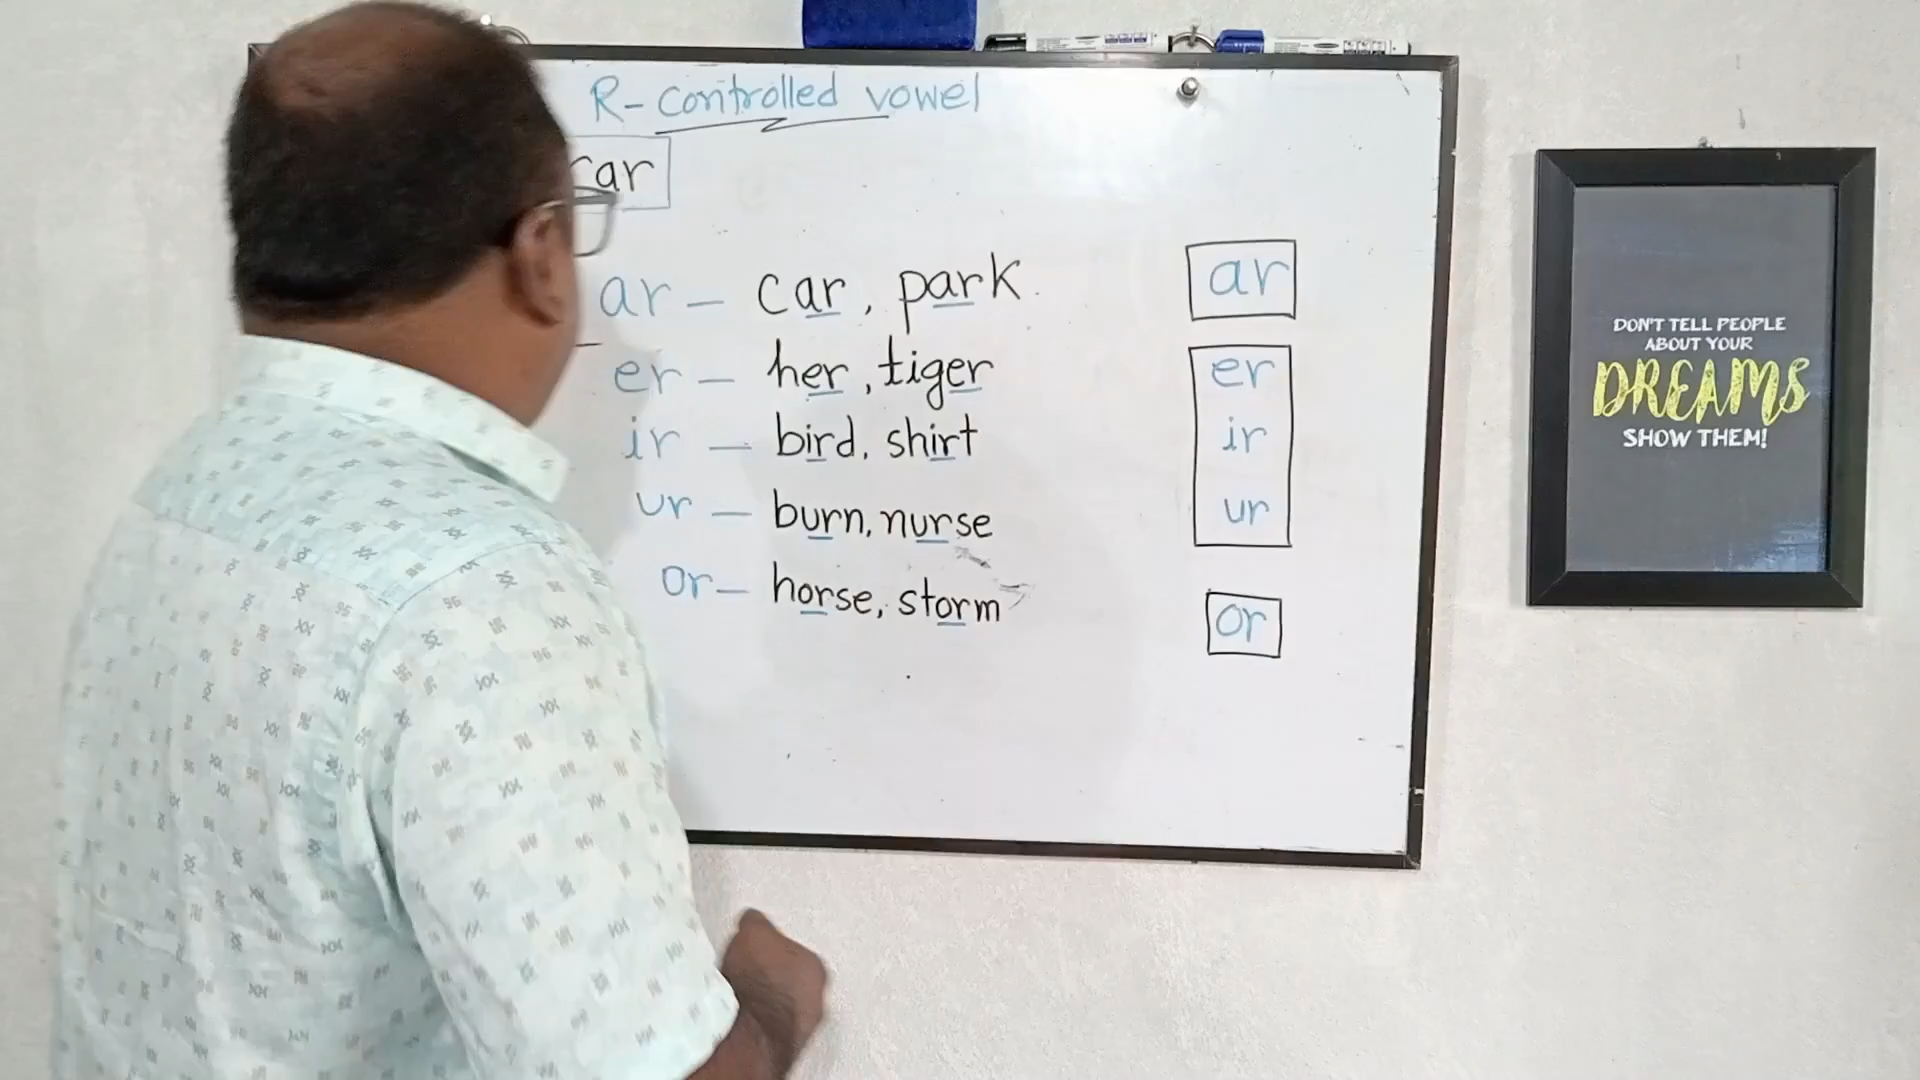 R- controlled vowel
car
ar – car, park
er – her, tiger
ir – bird, shirt
ur – burn, nurse
or – horse, storm
ar
er
ir
ur
or
DON'T TELL PEOPLE
ABOUT YOUR
DREAMS
SHOW THEM!